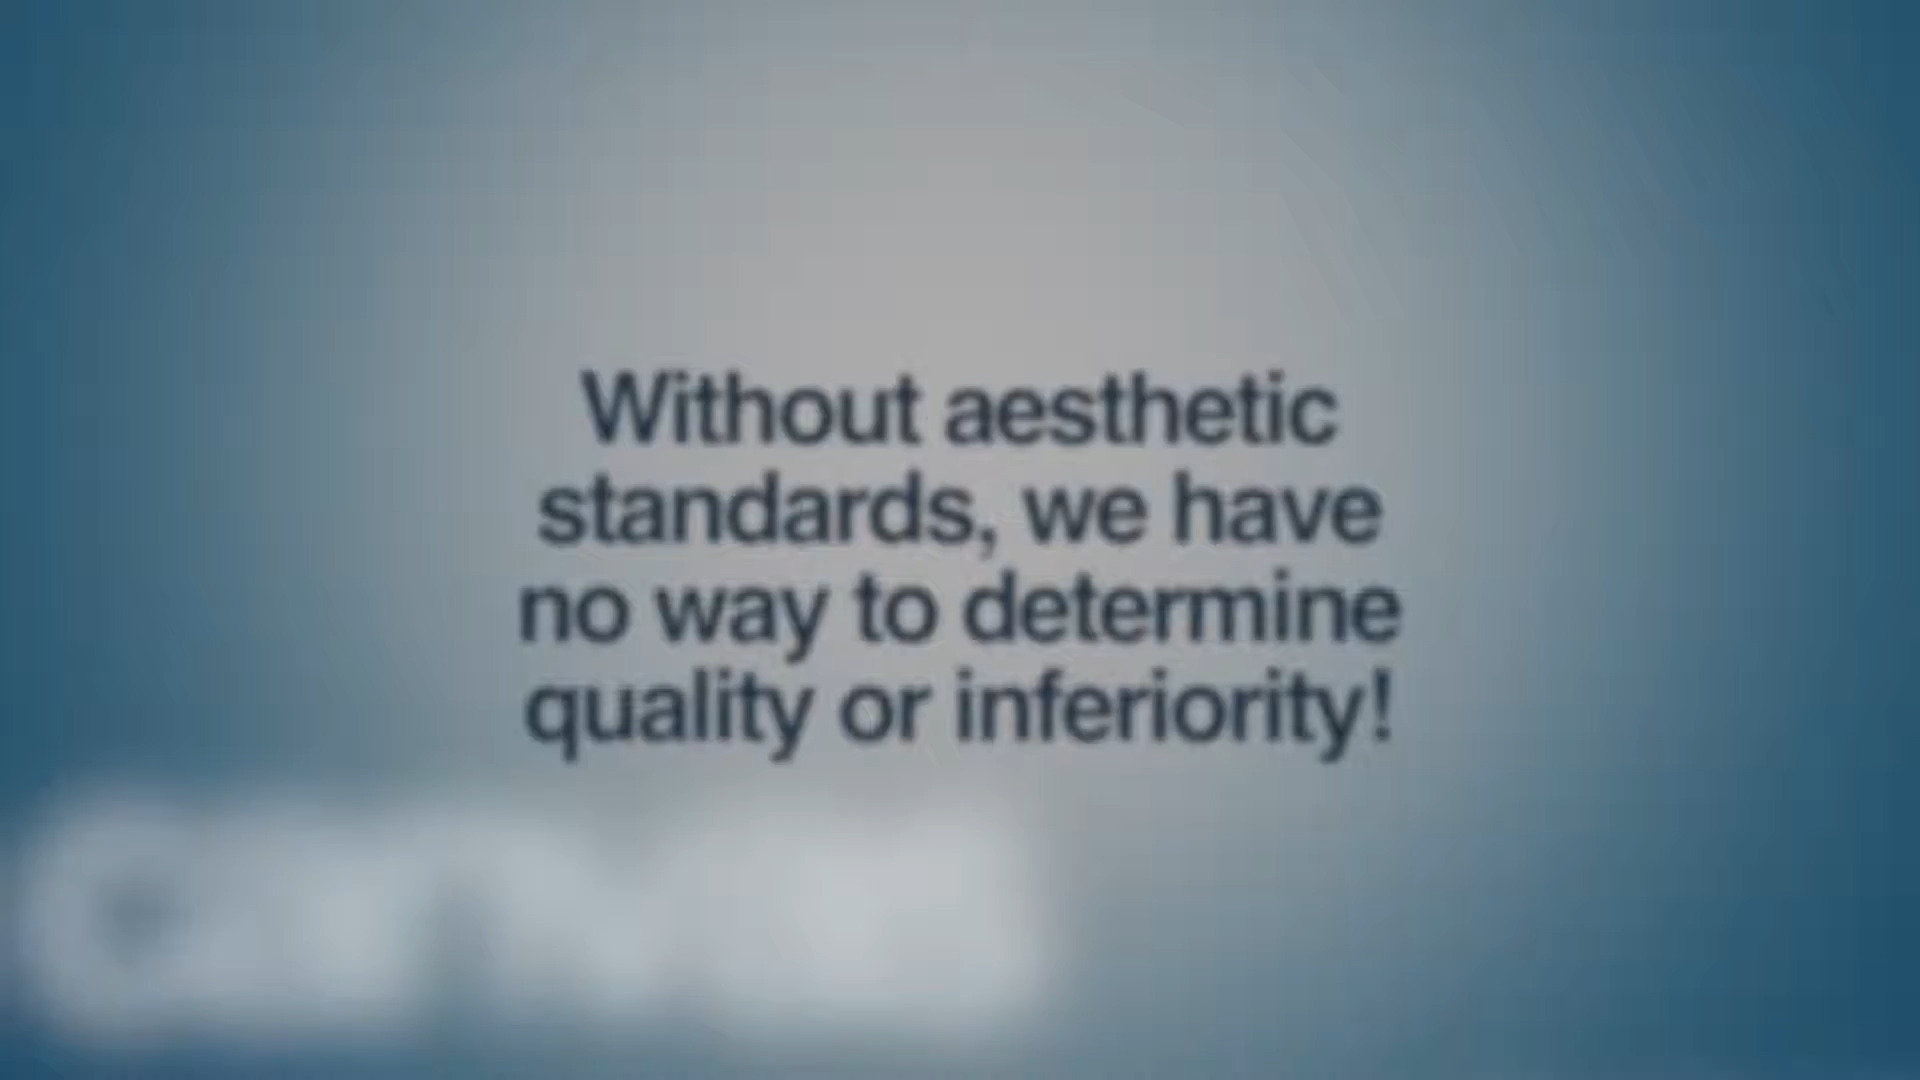 Without aesthetic
standards, we have
no way to determine
quality or inferiority!